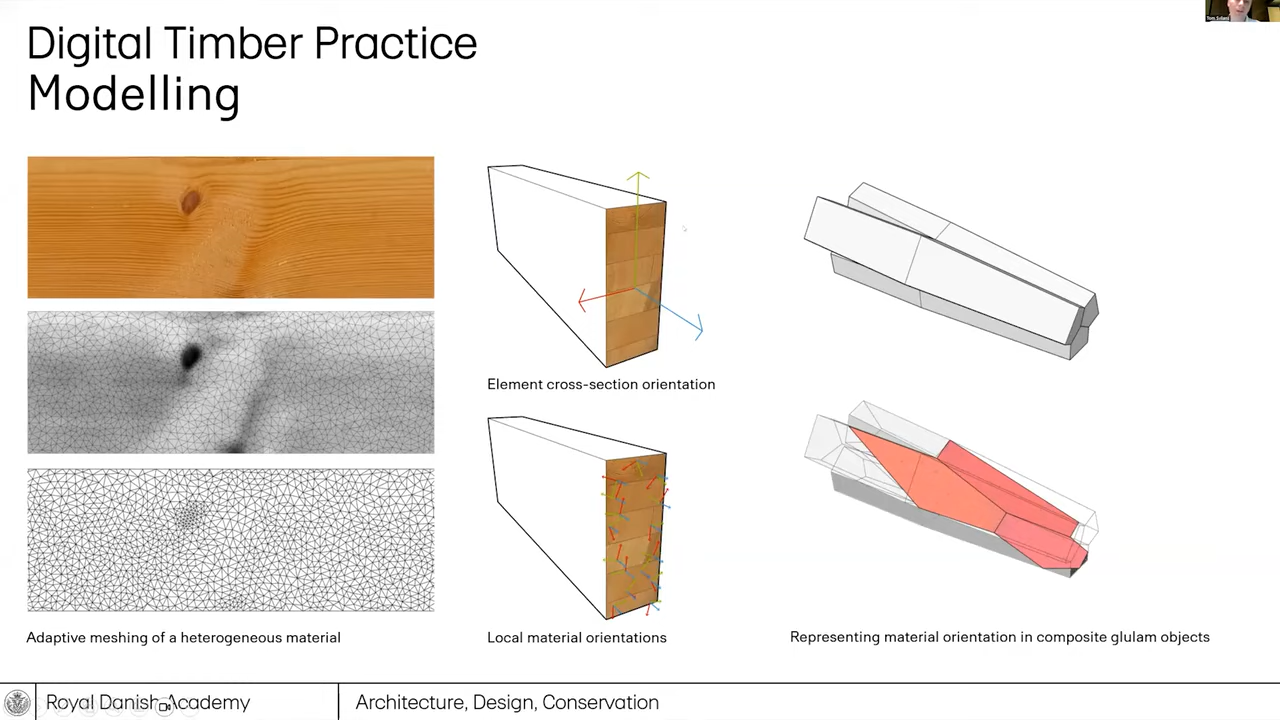 Digital Timber Practice
Modelling
Element cross-section orientation
Adaptive meshing of a heterogeneous material
Local material orientations
Representing material orientation in composite glulam objects
Royal Danish Academy
Architecture, Design, Conservation